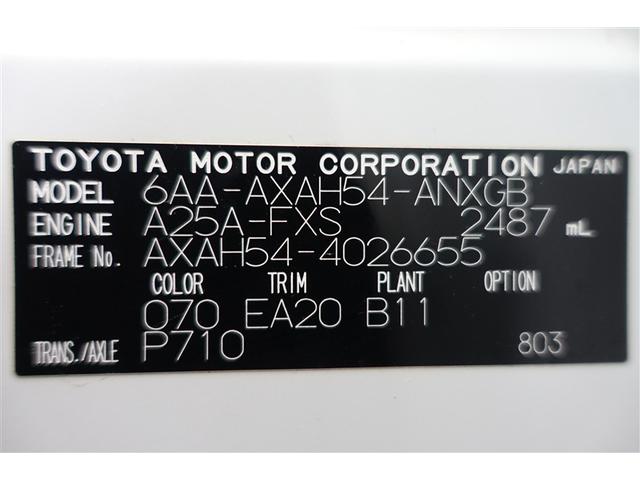 TOYOTA MOTOR CORPORATION JAPAN
MODEL 6AA-AXAH54-ANXGB
ENGINE A25A-FXS 2487 mL
FRAME No. AXAH54-4026655
COLOR TRIM PLANT OPTION
070 EA20 B11
TRANS./AXLE P710 803